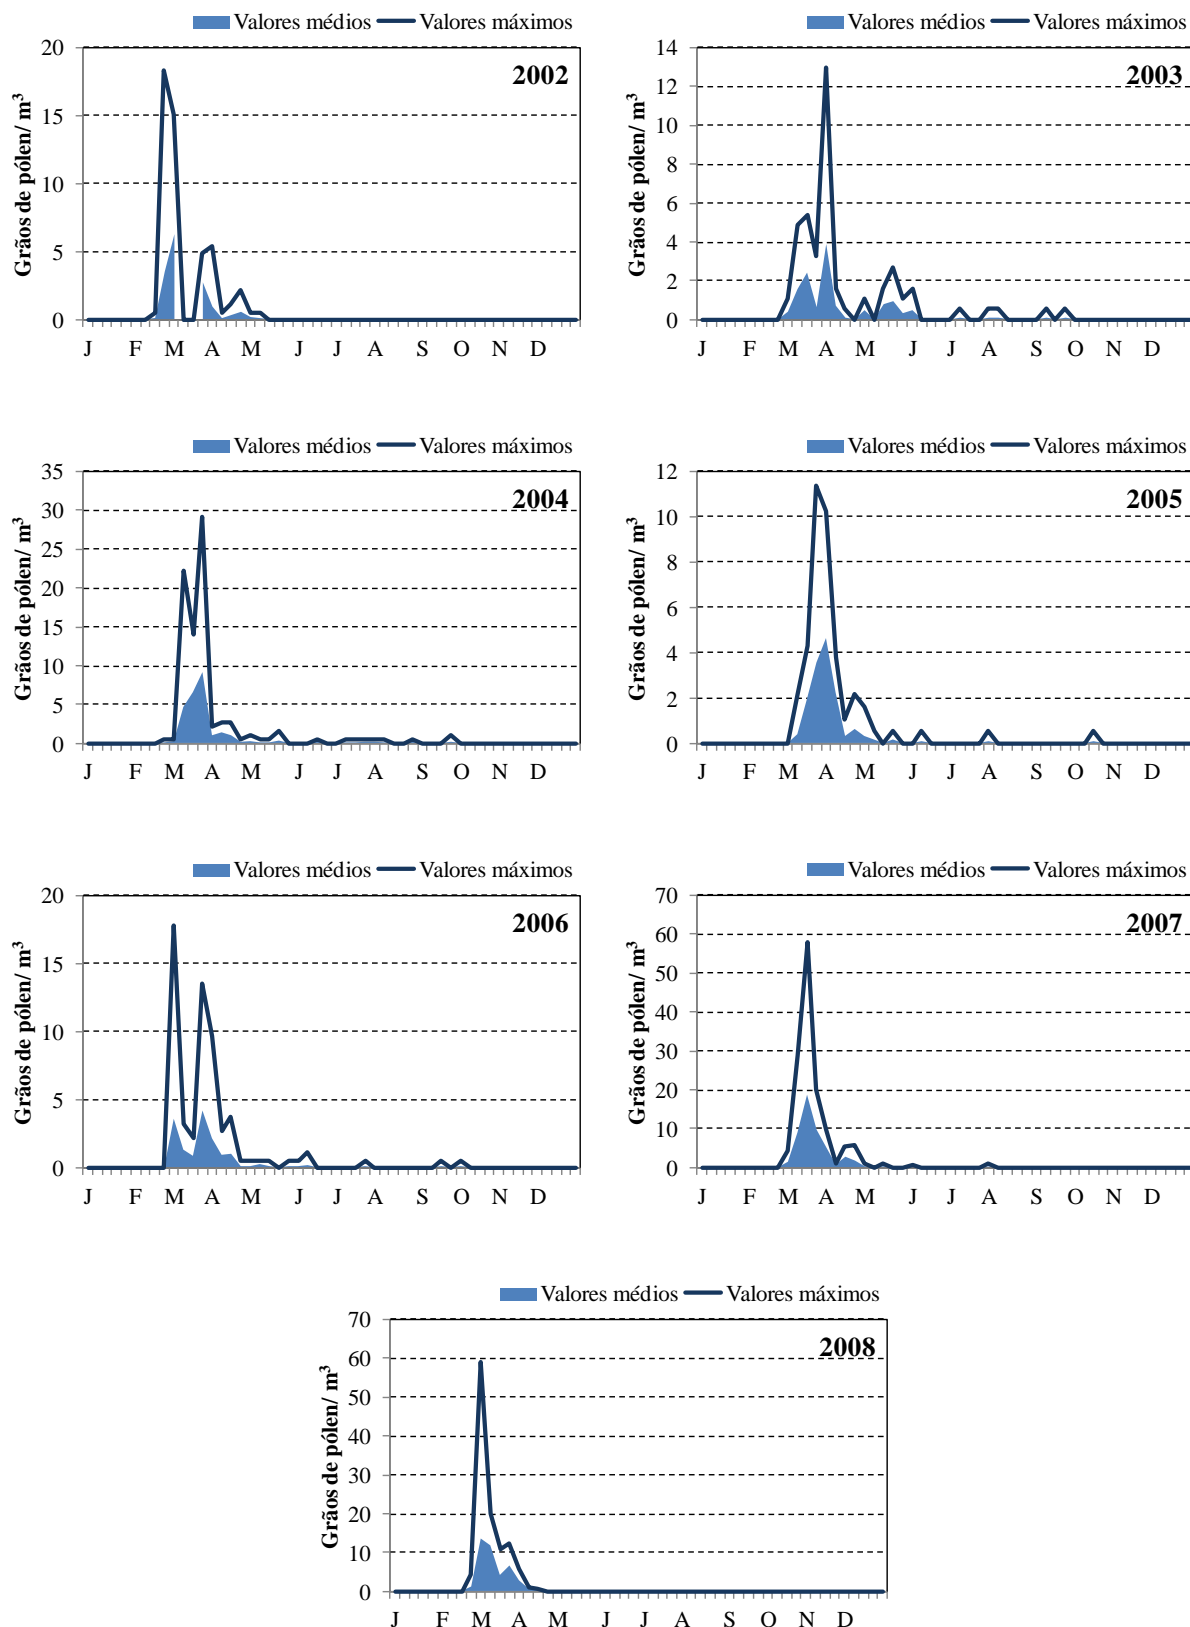 Valores médios Valores máximos
Grãos de pólen/ m³
20
15
10
5
0
2002
J F M A M J J A S O N D
Valores médios Valores máximos
Grãos de pólen/ m³
14
12
10
8
6
4
2
0
2003
J F M A M J J A S O N D
Valores médios Valores máximos
Grãos de pólen/ m³
35
30
25
20
15
10
5
0
2004
J F M A M J J A S O N D
Valores médios Valores máximos
Grãos de pólen/ m³
12
10
8
6
4
2
0
2005
J F M A M J J A S O N D
Valores médios Valores máximos
Grãos de pólen/ m³
20
15
10
5
0
2006
J F M A M J J A S O N D
Valores médios Valores máximos
Grãos de pólen/ m³
70
60
50
40
30
20
10
0
2007
J F M A M J J A S O N D
Valores médios Valores máximos
Grãos de pólen/ m³
70
60
50
40
30
20
10
0
2008
J F M A M J J A S O N D